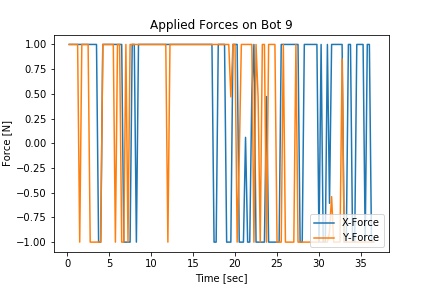 Applied Forces on Bot 9
Force [N]
1.00
0.75
0.50
0.25
0.00
−0.25
−0.50
−0.75
−1.00
X-Force
Y-Force
0 5 10 15 20 25 30 35
Time [sec]